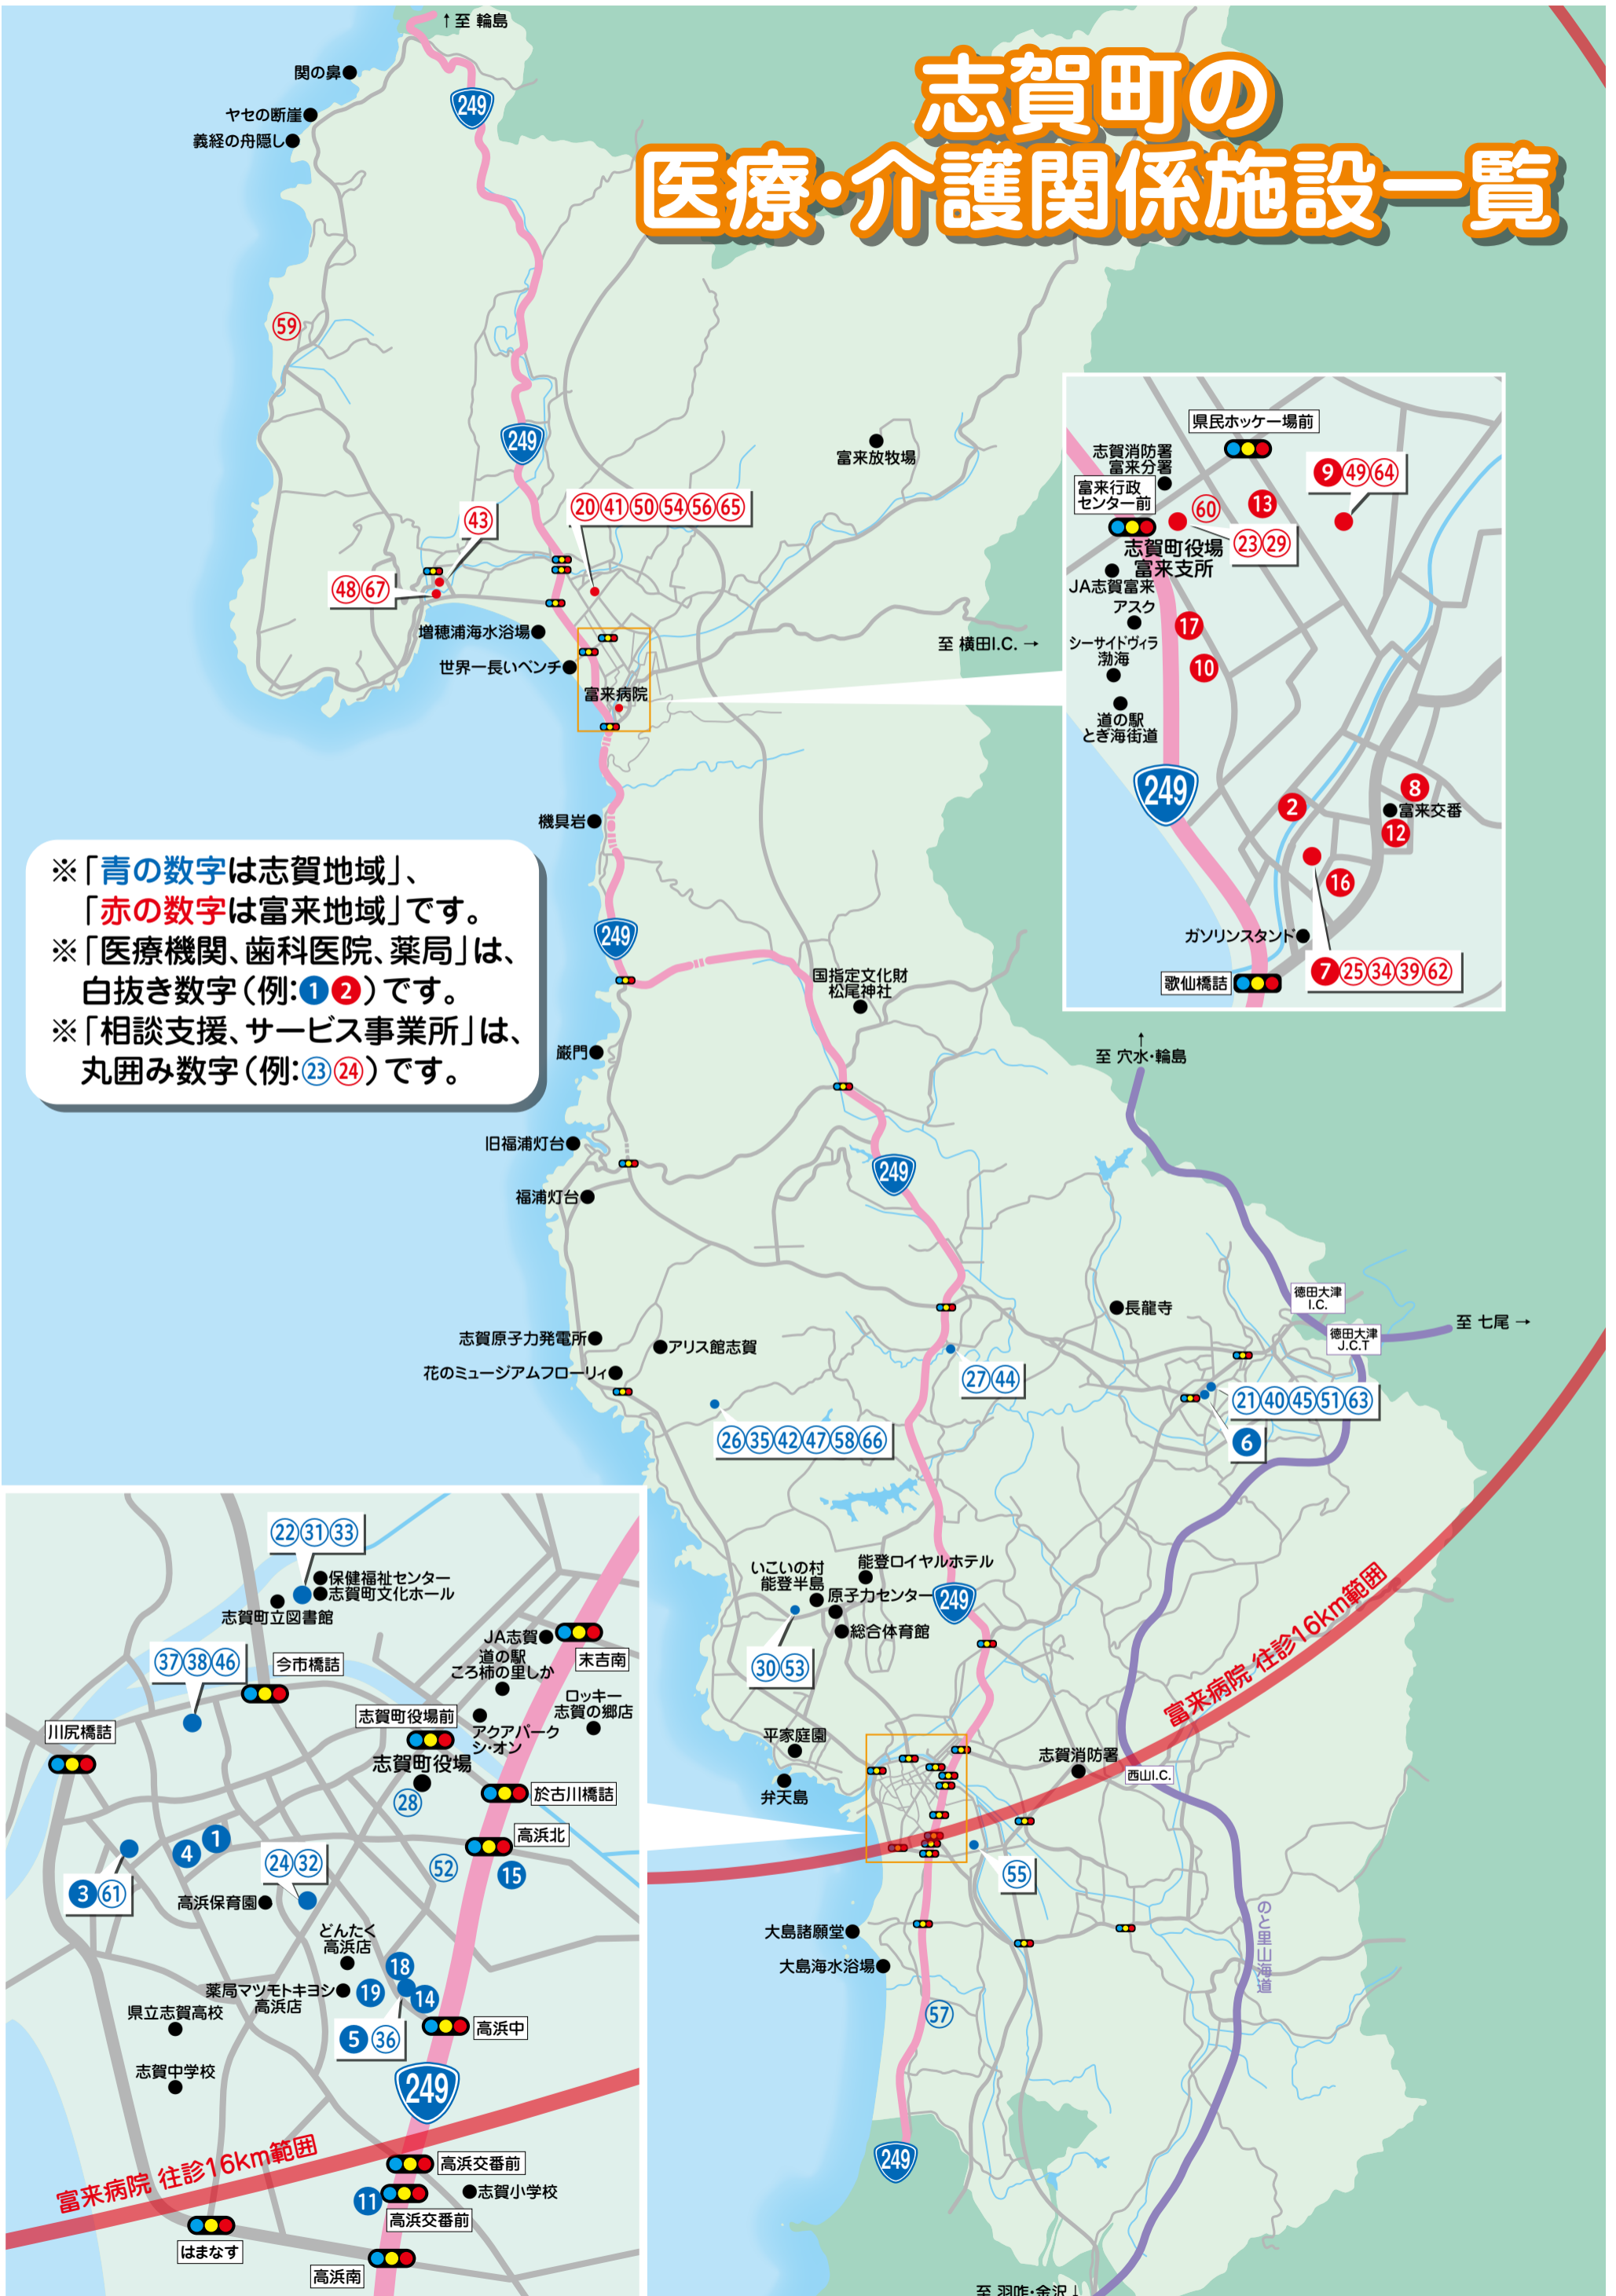 ↑至 輪島
志賀町の
医療・介護関係施設一覧
関の鼻
ヤセの断崖
義経の舟隠し
249
59
249
富来放牧場
43
20 41 50 54 56 65
48 67
増穂浦海水浴場
世界一長いベンチ
富来病院
至 横田I.C. →
県民ホッケー場前
志賀消防署
富来分署
富来行政
センター前
9 49 64
60
13
23 29
志賀町役場
富来支所
JA志賀富来
アスク
17
シーサイドヴィラ
渤海
10
道の駅
とぎ海街道
249
2
8
富来交番
12
16
ガソリンスタンド
7 25 34 39 62
歌仙橋詰
機具岩
※「青の数字は志賀地域」、
「赤の数字は富来地域」です。
※「医療機関、歯科医院、薬局」は、
白抜き数字（例：1 2）です。
※「相談支援、サービス事業所」は、
丸囲み数字（例：23 24）です。
249
国指定文化財
松尾神社
巌門
↑
至 穴水・輪島
旧福浦灯台
249
福浦灯台
長龍寺
徳田大津
I.C.
徳田大津
J.C.T
至 七尾 →
志賀原子力発電所
アリス館志賀
花のミュージアムフローリィ
27 44
21 40 45 51 63
6
26 35 42 47 58 66
いこいの村
能登半島
能登ロイヤルホテル
原子力センター
249
総合体育館
30 53
富来病院 往診16km範囲
平家庭園
弁天島
志賀消防署
西山I.C.
55
大島諸願堂
大島海水浴場
のと里山海道
57
249
至 羽咋・金沢↓
22 31 33
保健福祉センター
志賀町文化ホール
志賀町立図書館
JA志賀
末吉南
道の駅
ころ柿の里しか
37 38 46
今市橋詰
ロッキー
志賀の郷店
川尻橋詰
志賀町役場前
アクアパーク
シ・オン
志賀町役場
28
於古川橋詰
高浜北
1
4
24 32
52
15
3 61
高浜保育園
どんたく
高浜店
18
薬局マツモトキヨシ
高浜店
19
14
県立志賀高校
5 36
高浜中
志賀中学校
249
富来病院 往診16km範囲
高浜交番前
11
志賀小学校
高浜交番前
はまなす
高浜南